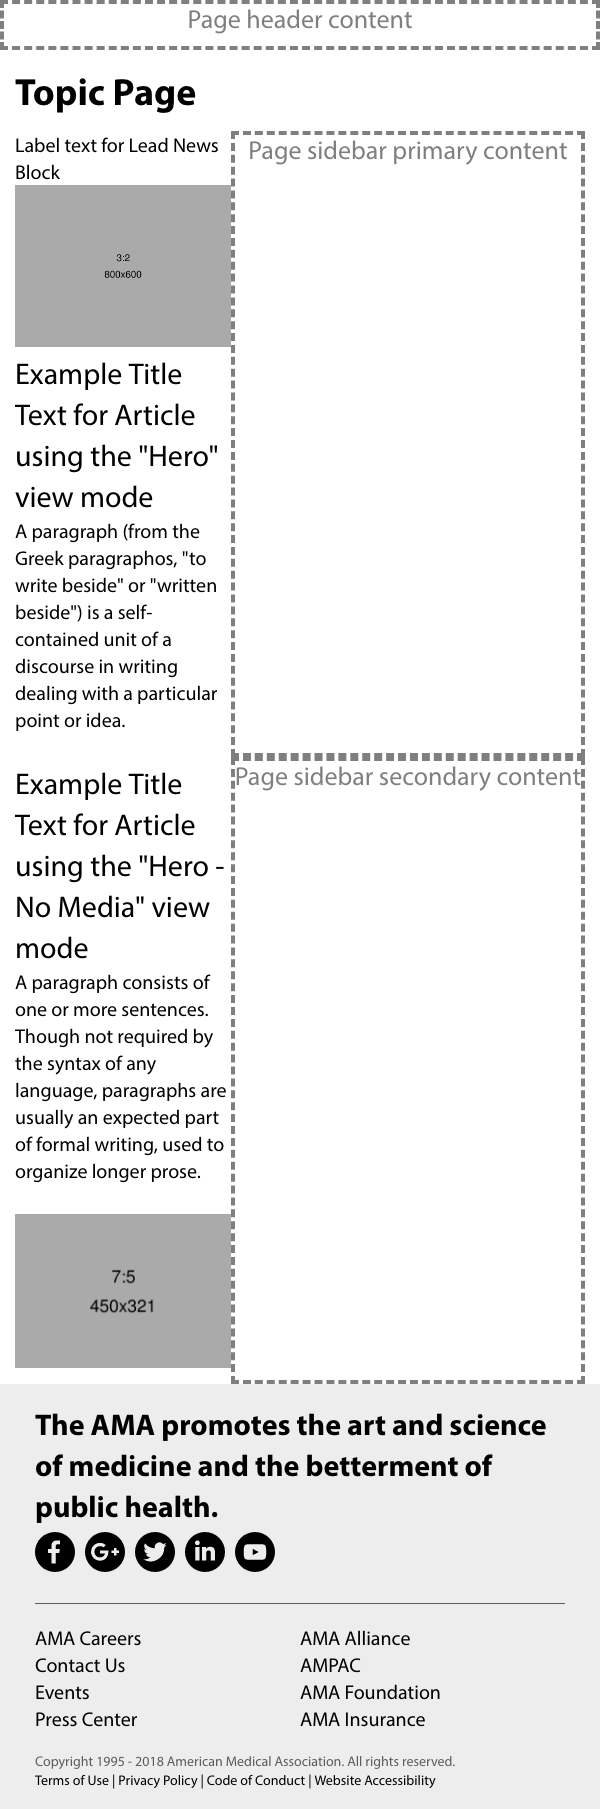 Page header content
Topic Page
Label text for Lead News
Block
3:2
800x600
Example Title
Text for Article
using the "Hero"
view mode
A paragraph (from the
Greek paragraphos, "to
write beside" or "written
beside") is a self-
contained unit of a
discourse in writing
dealing with a particular
point or idea.
Example Title
Text for Article
using the "Hero -
No Media" view
mode
A paragraph consists of
one or more sentences.
Though not required by
the syntax of any
language, paragraphs are
usually an expected part
of formal writing, used to
organize longer prose.
7:5
450x321
Page sidebar primary content
Page sidebar secondary content
The AMA promotes the art and science
of medicine and the betterment of
public health.
AMA Careers
Contact Us
Events
Press Center
AMA Alliance
AMPAC
AMA Foundation
AMA Insurance
Copyright 1995 - 2018 American Medical Association. All rights reserved.
Terms of Use | Privacy Policy | Code of Conduct | Website Accessibility